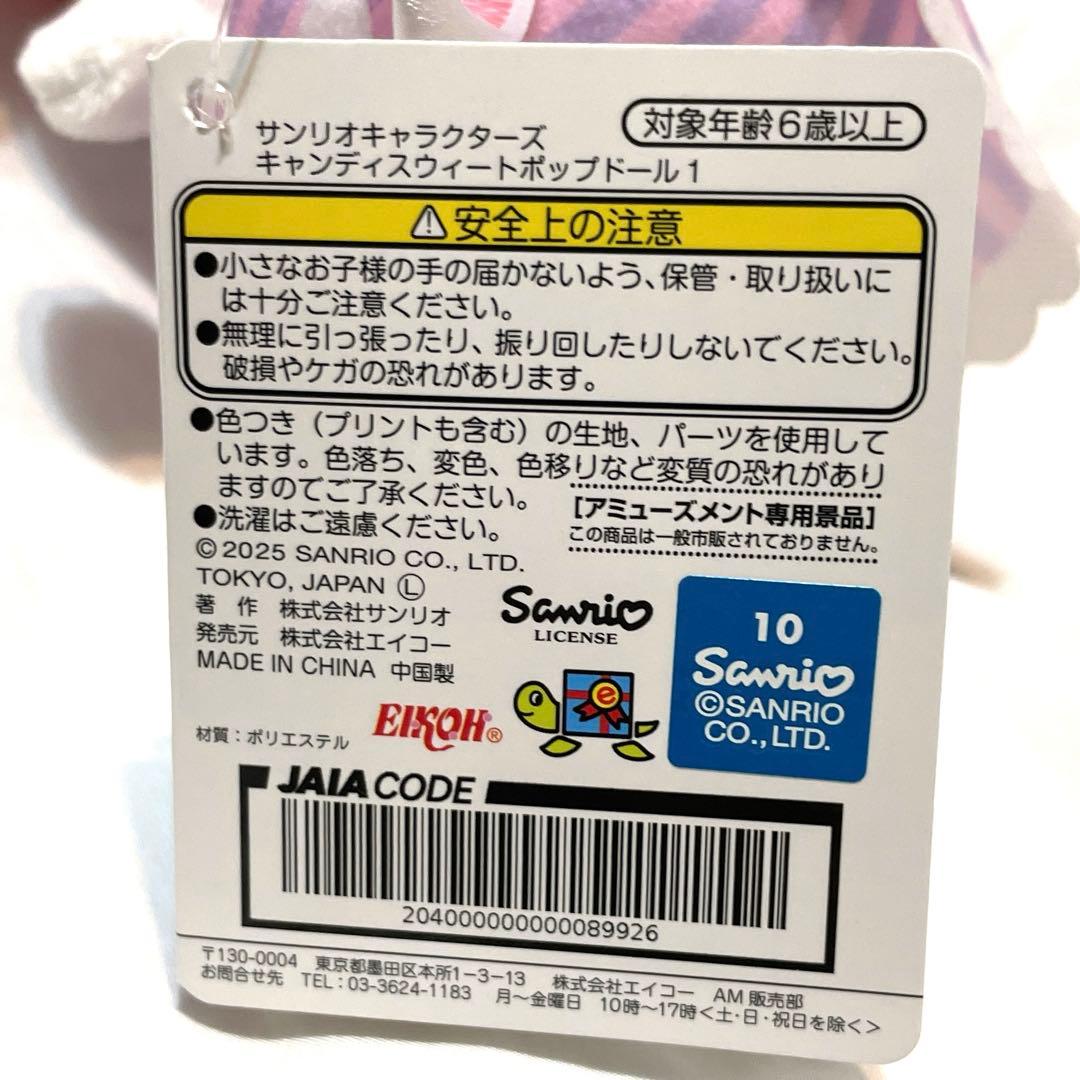 対象年齢6歳以上
サンリオキャラクターズ
キャンディスウィートポップドール1
⚠安全上の注意
●小さなお子様の手の届かないよう、保管・取り扱いに
は十分ご注意ください。
●無理に引っ張ったり、振り回したりしないでください。
破損やケガの恐れがあります。
●色つき（プリントも含む）の生地、パーツを使用して
います。色落ち、変色、色移りなど変質の恐れがあり
ますのでご了承ください。
●洗濯はご遠慮ください。
［アミューズメント専用景品］
この商品は一般市販されておりません。
© 2025 SANRIO CO., LTD.
TOKYO, JAPAN Ⓛ
著 作 株式会社サンリオ
発売元 株式会社エイコー
MADE IN CHINA 中国製
Sanrio
LICENSE
10
Sanrio
©SANRIO
CO., LTD.
材質：ポリエステル
EIKOH®
e
JAIA CODE
2040000000000089926
〒130-0004 東京都墨田区本所1-3-13 株式会社エイコー AM販売部
お問合せ先 TEL：03-3624-1183 月～金曜日 10時～17時＜土・日・祝日を除く＞